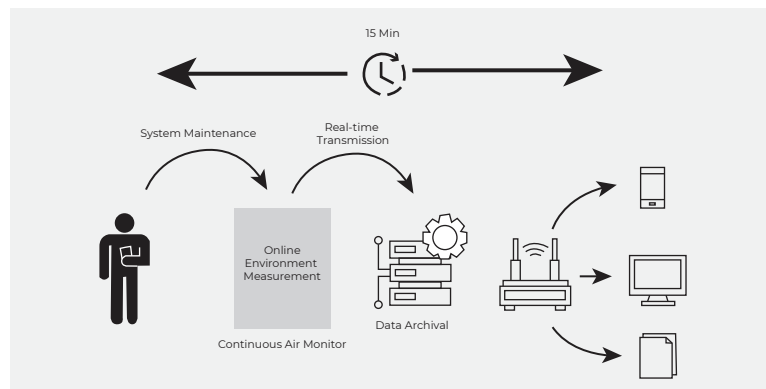 15 Min
System Maintenance
Real-time
Transmission
Online
Environment
Measurement
Data Archival
Continuous Air Monitor